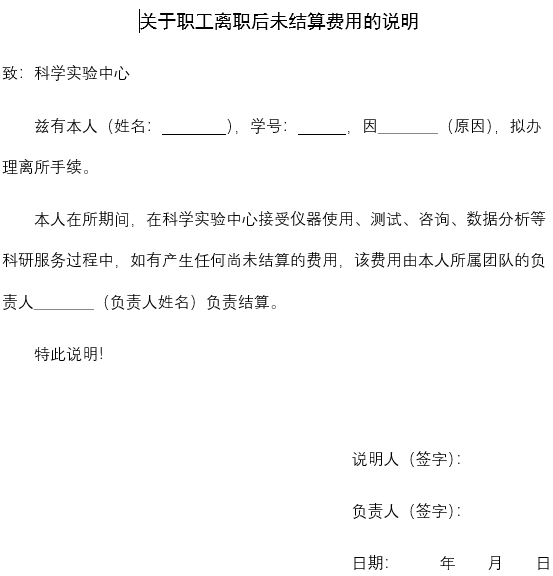 关于职工离职后未结算费用的说明
致：科学实验中心
兹有本人（姓名：________），学号：______，因_______（原因），拟办
理离所手续。
本人在所期间，在科学实验中心接受仪器使用、测试、咨询、数据分析等
科研服务过程中，如有产生任何尚未结算的费用，该费用由本人所属团队的负
责人_______（负责人姓名）负责结算。
特此说明!
说明人（签字）：
负责人（签字）：
日期： 年 月 日